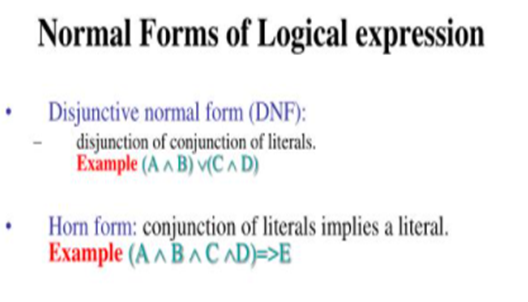 Normal Forms of Logical expression
• Disjunctive normal form (DNF):
– disjunction of conjunction of literals.
Example (A ∧ B) ∨(C ∧ D)
• Horn form: conjunction of literals implies a literal.
Example (A ∧ B ∧ C ∧D)=>E